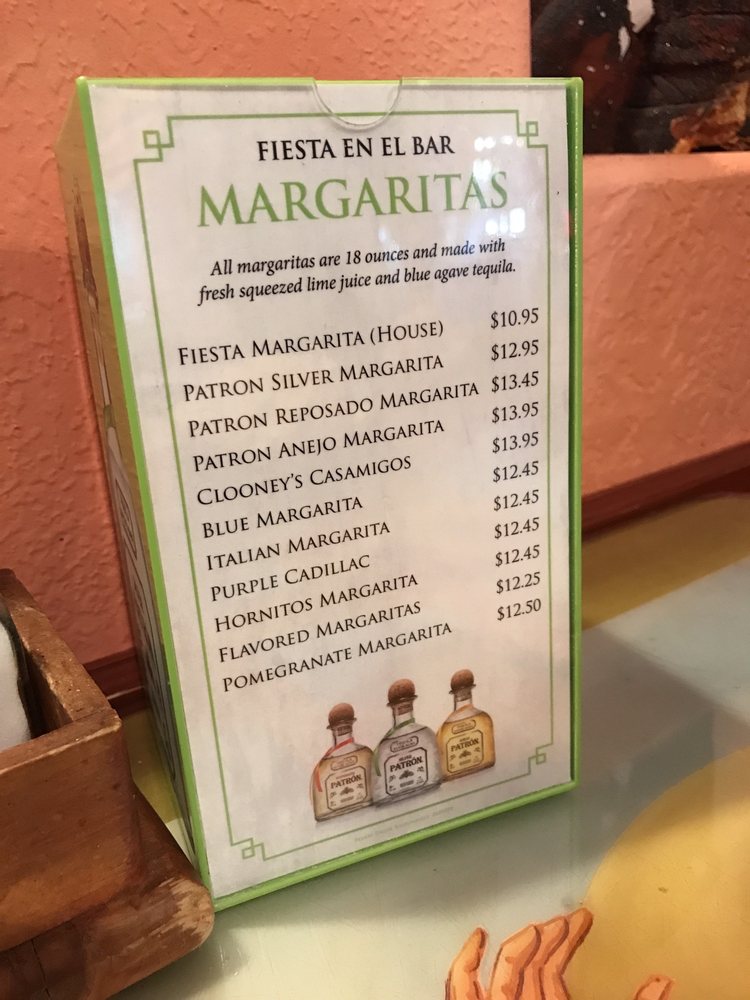 FIESTA EN EL BAR
MARGARITAS
All margaritas are 18 ounces and made with
fresh squeezed lime juice and blue agave tequila.
FIESTA MARGARITA (HOUSE) $10.95
PATRON SILVER MARGARITA $12.95
PATRON REPOSADO MARGARITA $13.45
PATRON ANEJO MARGARITA $13.95
CLOONEY'S CASAMIGOS $13.95
BLUE MARGARITA $12.45
ITALIAN MARGARITA $12.45
PURPLE CADILLAC $12.45
HORNITOS MARGARITA $12.45
FLAVORED MARGARITAS $12.25
POMEGRANATE MARGARITA $12.50
PATRÓN
PATRÓN
PATRÓN